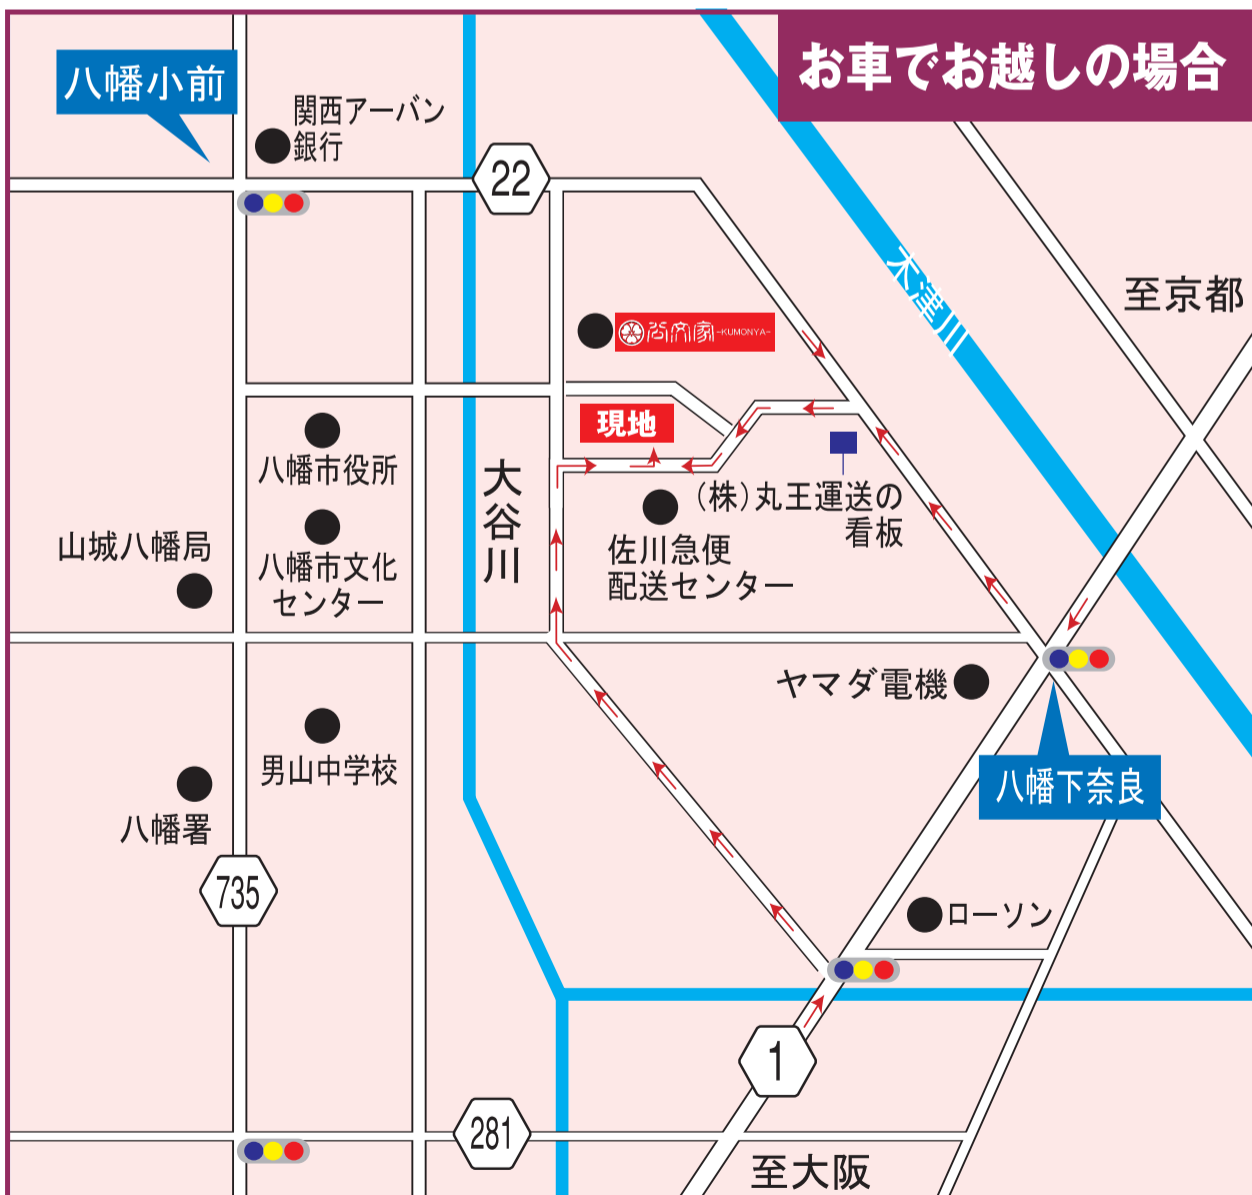 お車でお越しの場合
八幡小前
関西アーバン
銀行
22
木津川
至京都
公文家 -KUMONYA-
現地
八幡市役所
大谷川
(株)丸王運送の
看板
山城八幡局
八幡市文化
センター
佐川急便
配送センター
ヤマダ電機
男山中学校
八幡下奈良
八幡署
735
ローソン
1
281
至大阪